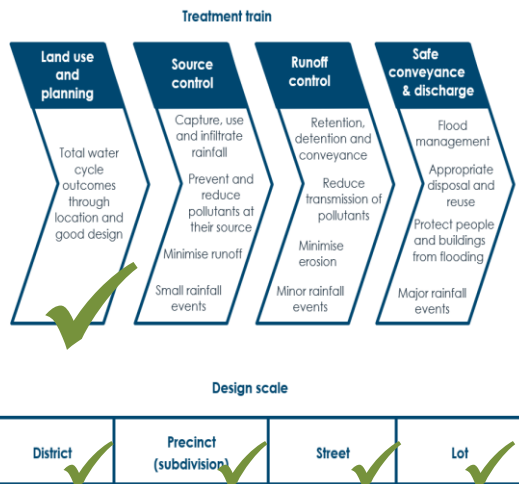 Treatment train
Land use
and
planning
Total water
cycle
outcomes
through
location and
good design
Source
control
Capture, use
and infiltrate
rainfall
Prevent and
reduce
pollutants at
their source
Minimise runoff
Small rainfall
events
Runoff
control
Retention,
detention and
conveyance
Reduce
transmission of
pollutants
Minimise
erosion
Minor rainfall
events
Safe
conveyance
& discharge
Flood
management
Appropriate
disposal and
reuse
Protect people
and buildings
from flooding
Major rainfall
events
Design scale
District
Precinct
(subdivision)
Street
Lot